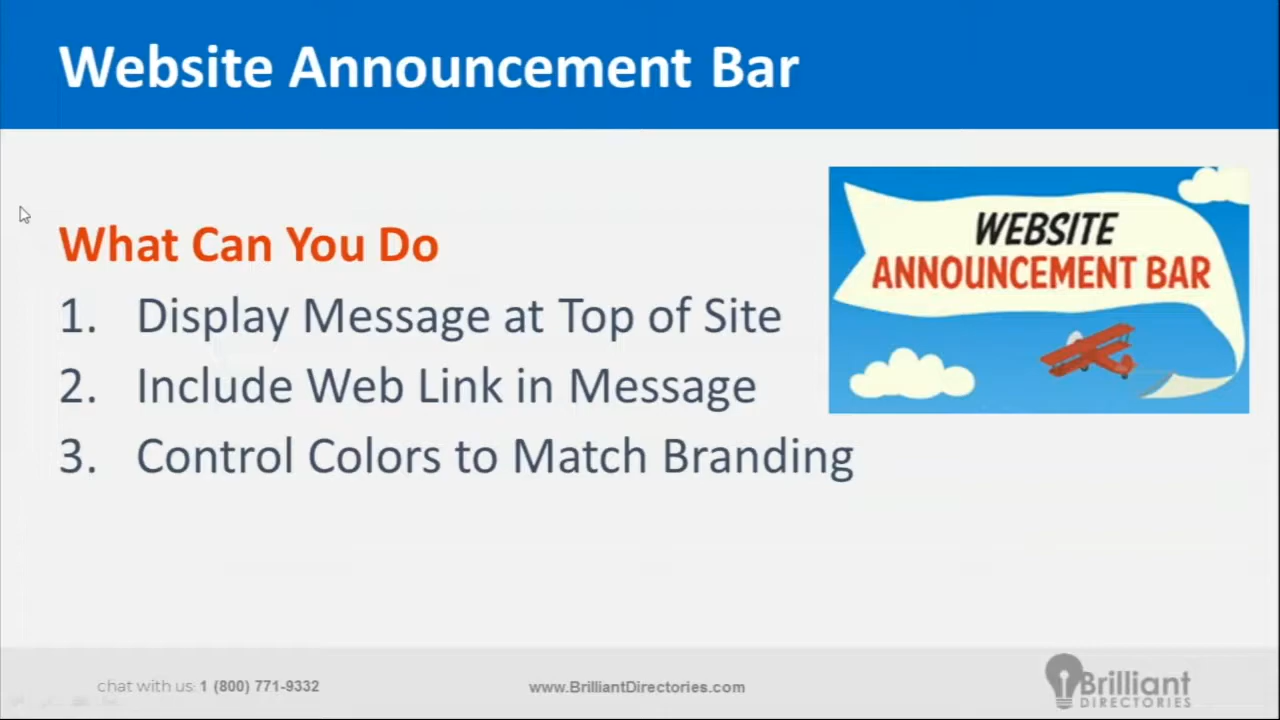 Website Announcement Bar
What Can You Do
1. Display Message at Top of Site
2. Include Web Link in Message
3. Control Colors to Match Branding
WEBSITE
ANNOUNCEMENT BAR
chat with us: 1 (800) 771-9332
www.BrilliantDirectories.com
Brilliant
DIRECTORIES